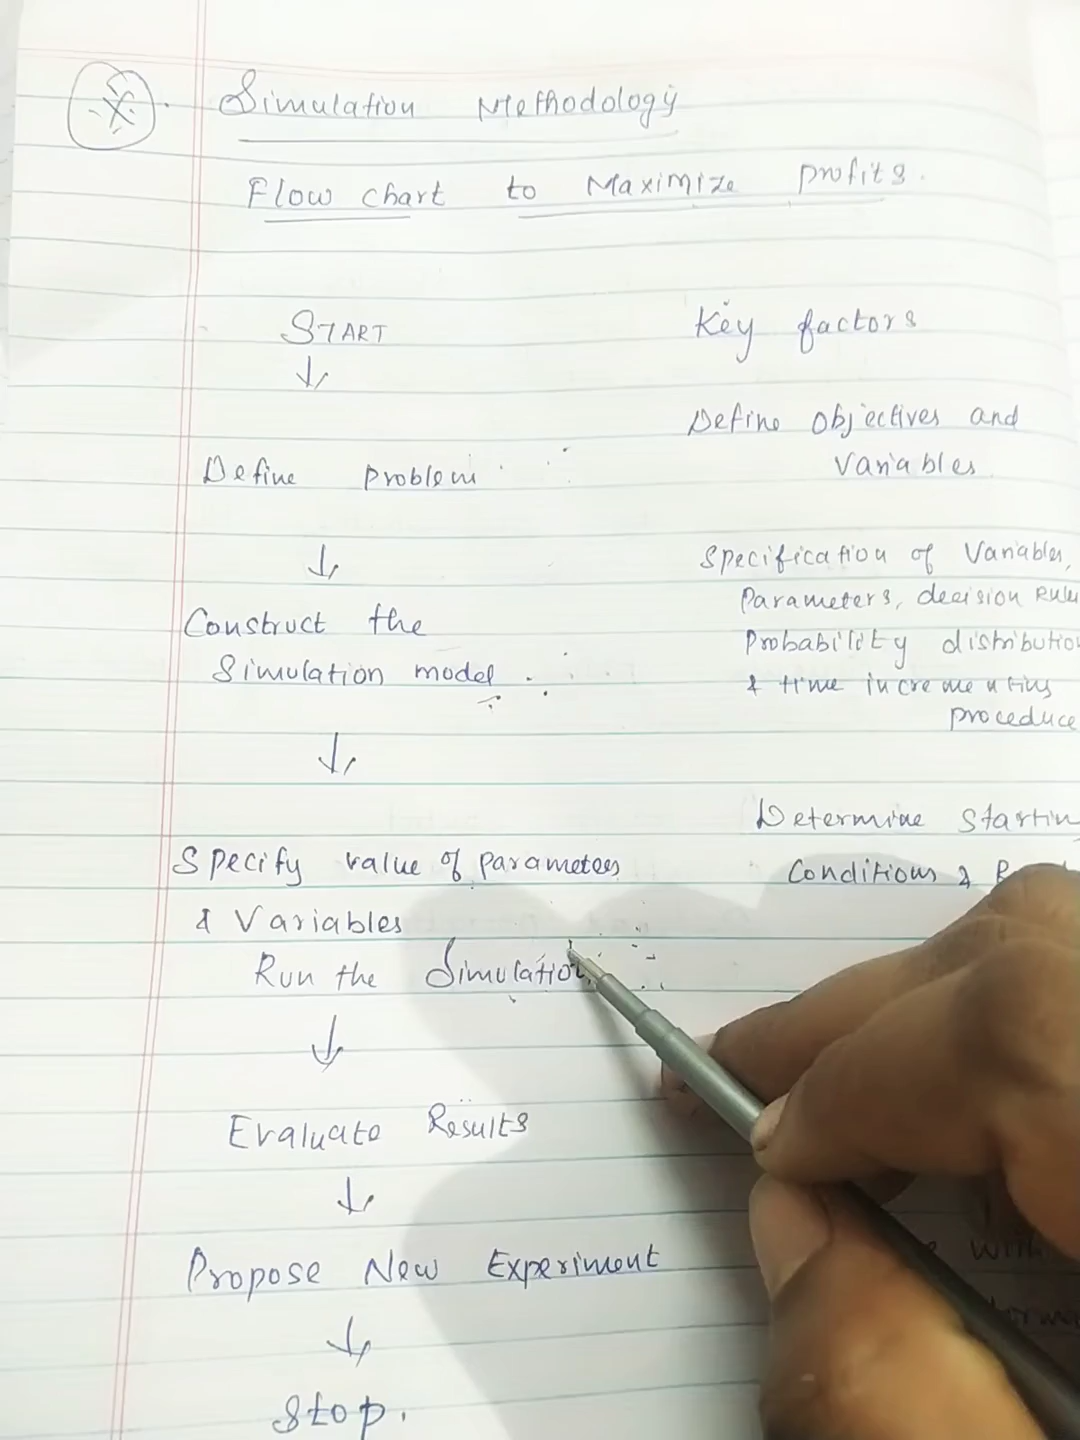 Simulation Methodology
Flow chart to Maximize profits.
START
Key factors
Define problem
Define objectives and
Variables
Construct the
Simulation model
Specification of Variables,
Parameters, decision
Probability
& time incrementing
Specify value of parameters
& Variables
Determine
Conditions &
Run the Simulation
Evaluate Results
Propose New Experiment
Stop.